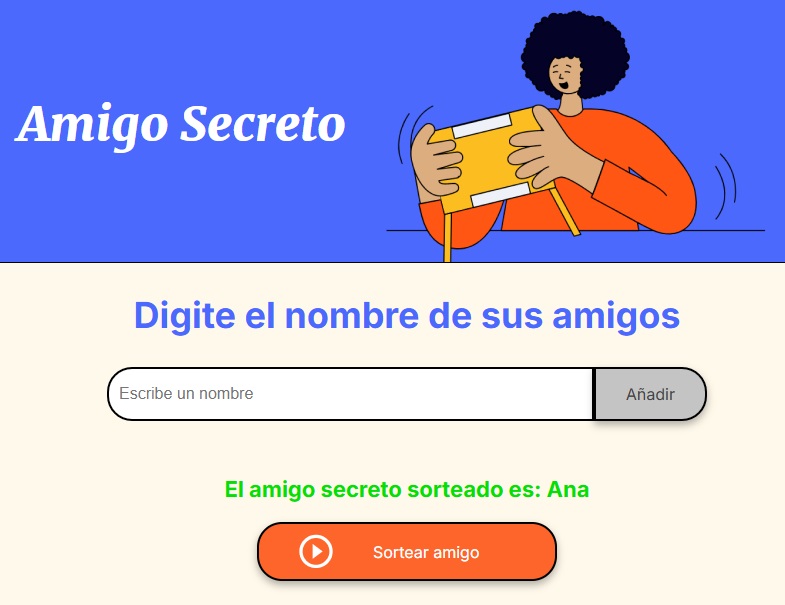 Amigo Secreto
Digite el nombre de sus amigos
Escribe un nombre
Añadir
El amigo secreto sorteado es: Ana
Sortear amigo